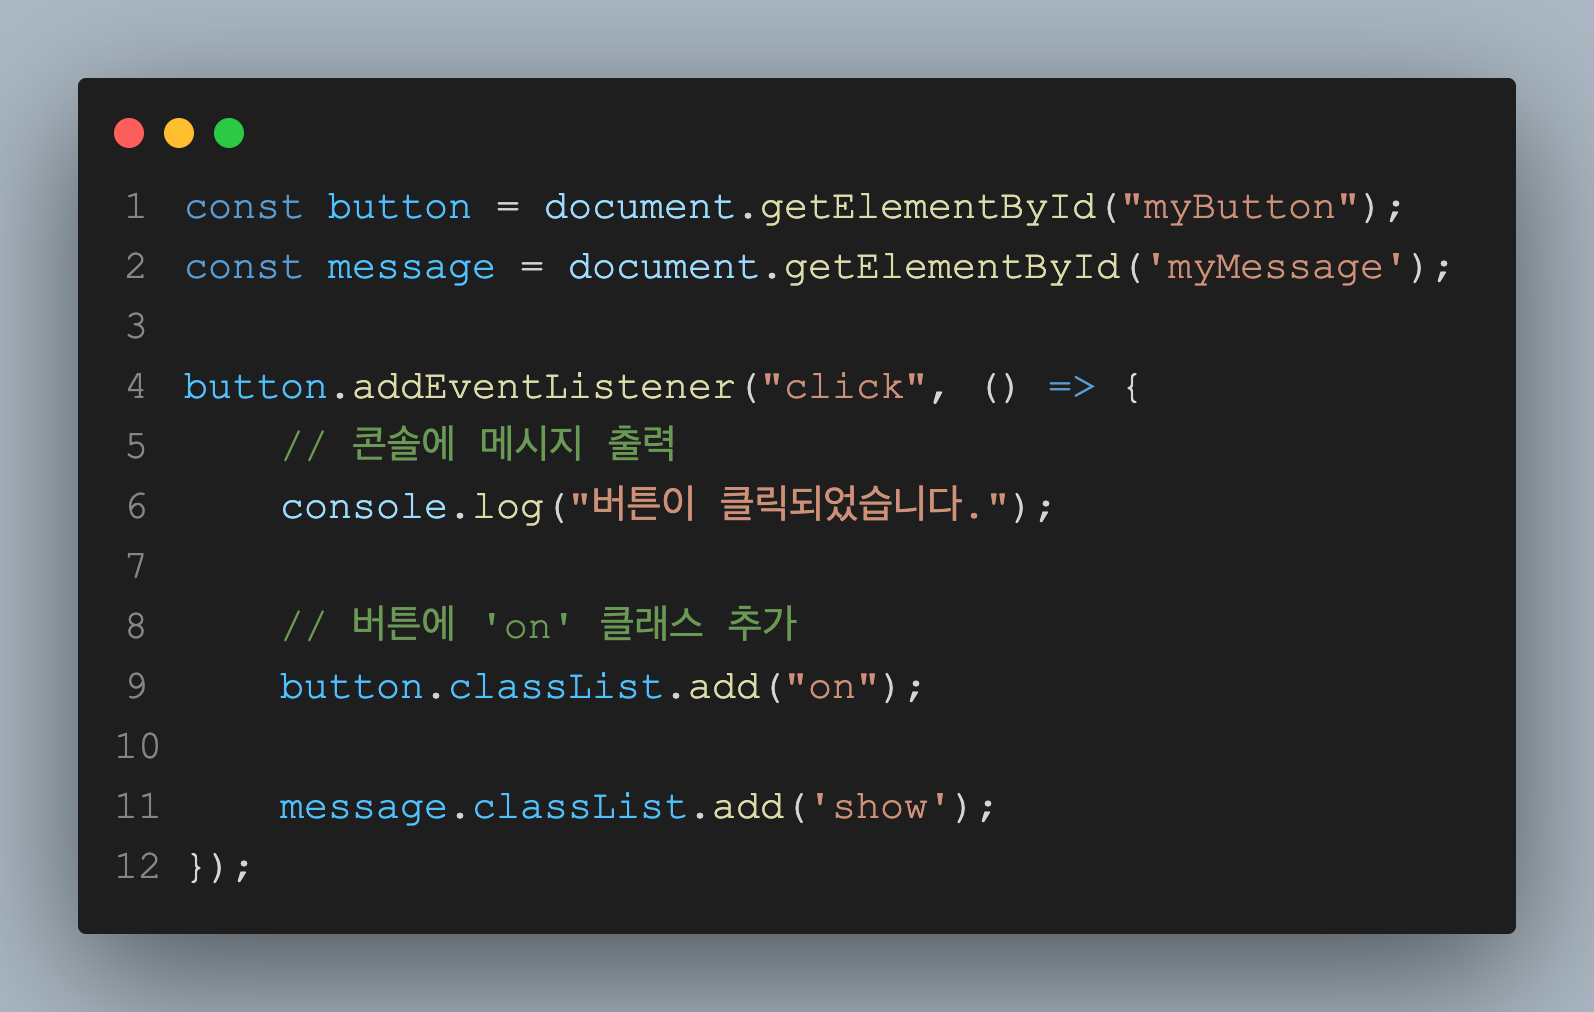 1 const button = document.getElementById("myButton");
2 const message = document.getElementById('myMessage');
3
4 button.addEventListener("click", () => {
5     // 콘솔에 메시지 출력
6     console.log("버튼이 클릭되었습니다.");
7
8     // 버튼에 'on' 클래스 추가
9     button.classList.add("on");
10
11     message.classList.add('show');
12 });